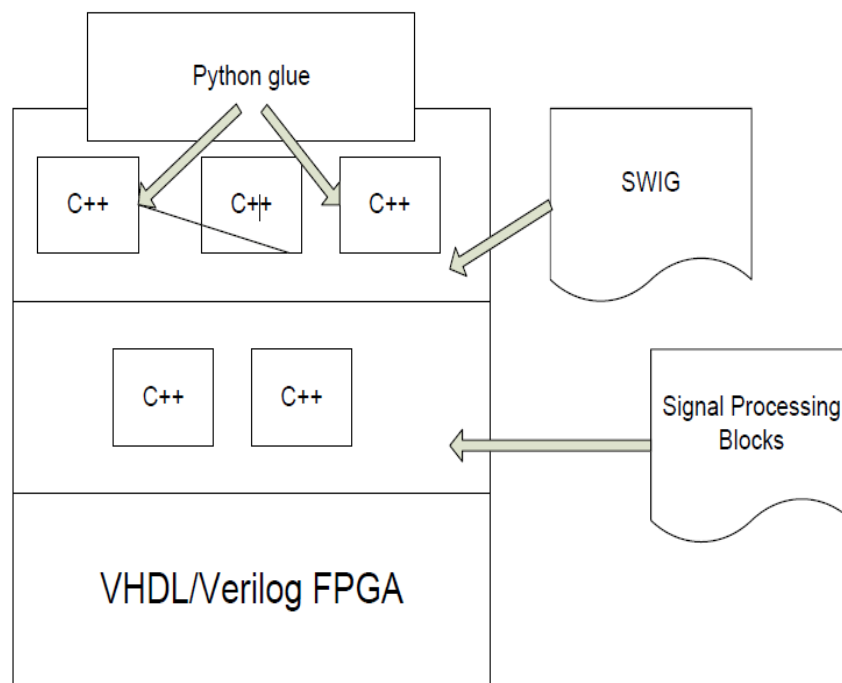 Python glue
C++
C++
C++
SWIG
C++
C++
Signal Processing
Blocks
VHDL/Verilog FPGA